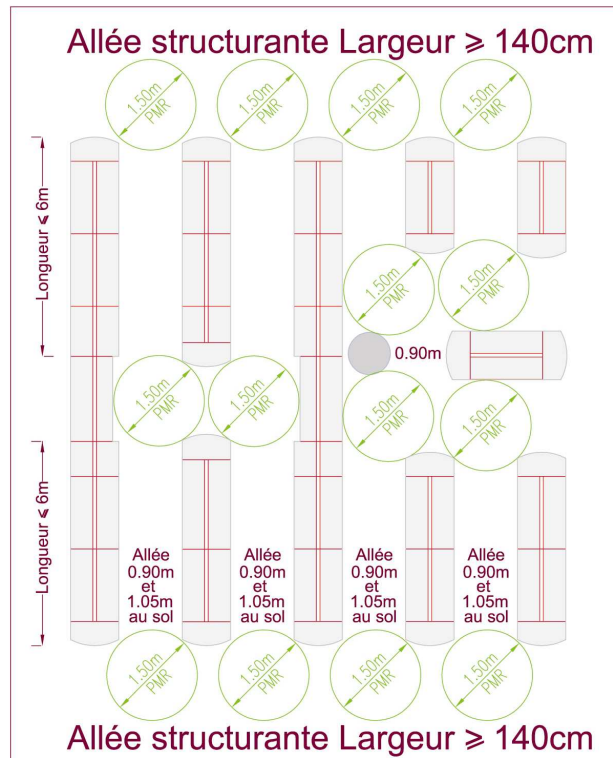 Allée structurante Largeur ⩾ 140cm
1.50m
PMR
1.50m
PMR
1.50m
PMR
1.50m
PMR
Longueur ⩽ 6m
1.50m
PMR
1.50m
PMR
0.90m
1.50m
PMR
1.50m
PMR
1.50m
PMR
1.50m
PMR
Longueur ⩽ 6m
Allée
0.90m
et
1.05m
au sol
Allée
0.90m
et
1.05m
au sol
Allée
0.90m
et
1.05m
au sol
Allée
0.90m
et
1.05m
au sol
1.50m
PMR
1.50m
PMR
1.50m
PMR
1.50m
PMR
Allée structurante Largeur ⩾ 140cm